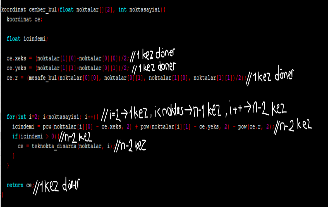 koordinat cember_bul(float noktalar[][2], int noktasayisi){
koordinat ce;
float icindemi
ce.xeks = (noktalar[1][0]+noktalar[0][0])/2 //1 kez döner
ce.yeks = (noktalar[1][1]+noktalar[0][1])/2 //1 kez döner
ce.r = mesafe_bul(noktalar[0][0], noktalar[0][1], noktalar[1][0], noktalar[1][1])/2 //1 kez döner
for(int i=2; i<noktasayisi; i++){ //i=2→1 kez, i<nokdas→n-1 kez, i++→n-2 kez
icindemi = pow(noktalar[i][0] - ce.xeks, 2) + pow(noktalar[i][1] - ce.yeks, 2) - pow(ce.r, 2) //n-2 kez
if(icindemi > 0){ //n-2 kez
ce = teknokta_disarda(noktalar, i) //n-2 kez
}
}
return ce //1 kez döner
}